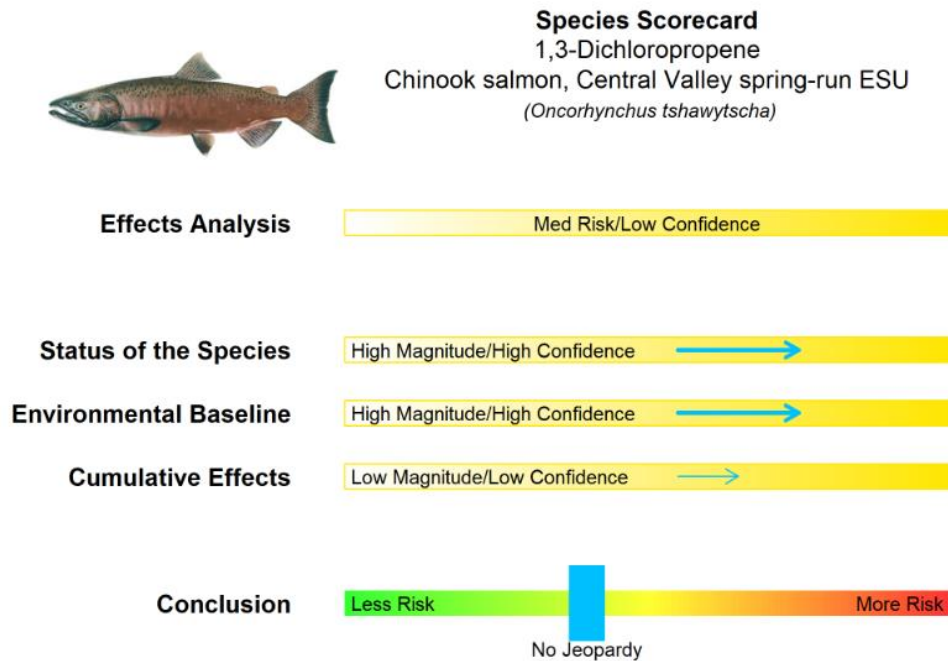 Species Scorecard
1,3-Dichloropropene
Chinook salmon, Central Valley spring-run ESU
(Oncorhynchus tshawytscha)
Effects Analysis
Med Risk/Low Confidence
Status of the Species
High Magnitude/High Confidence
Environmental Baseline
High Magnitude/High Confidence
Cumulative Effects
Low Magnitude/Low Confidence
Conclusion
Less Risk
More Risk
No Jeopardy